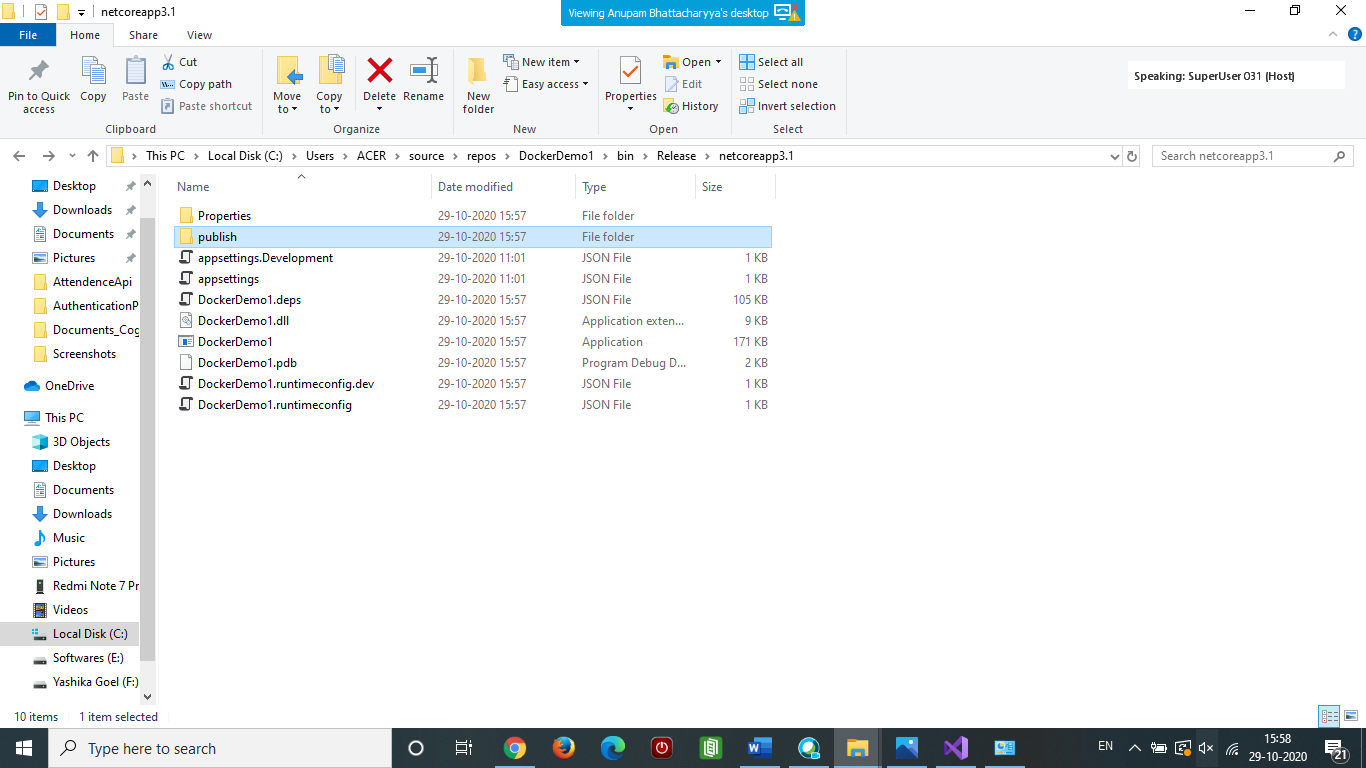 netcoreapp3.1
Viewing Anupam Bhattacharyya's desktop
File Home Share View
Speaking: SuperUser 031 (Host)
Pin to Quick access
Copy
Paste
Cut
Copy path
Paste shortcut
Clipboard
Move to
Copy to
Delete
Rename
Organize
New folder
New item
Easy access
New
Properties
Open
Edit
History
Open
Select all
Select none
Invert selection
Select
This PC > Local Disk (C:) > Users > ACER > source > repos > DockerDemo1 > bin > Release > netcoreapp3.1
Search netcoreapp3.1
Desktop
Downloads
Documents
Pictures
AttendenceApi
AuthenticationP
Documents_Cog
Screenshots
OneDrive
This PC
3D Objects
Desktop
Documents
Downloads
Music
Pictures
Redmi Note 7 Pr
Videos
Local Disk (C:)
Softwares (E:)
Yashika Goel (F:)
Name Date modified Type Size
Properties 29-10-2020 15:57 File folder
publish 29-10-2020 15:57 File folder
appsettings.Development 29-10-2020 11:01 JSON File 1 KB
appsettings 29-10-2020 11:01 JSON File 1 KB
DockerDemo1.deps 29-10-2020 15:57 JSON File 105 KB
DockerDemo1.dll 29-10-2020 15:57 Application exten... 9 KB
DockerDemo1 29-10-2020 15:57 Application 171 KB
DockerDemo1.pdb 29-10-2020 15:57 Program Debug D... 2 KB
DockerDemo1.runtimeconfig.dev 29-10-2020 15:57 JSON File 1 KB
DockerDemo1.runtimeconfig 29-10-2020 15:57 JSON File 1 KB
10 items 1 item selected
Type here to search
EN
15:58
29-10-2020
21